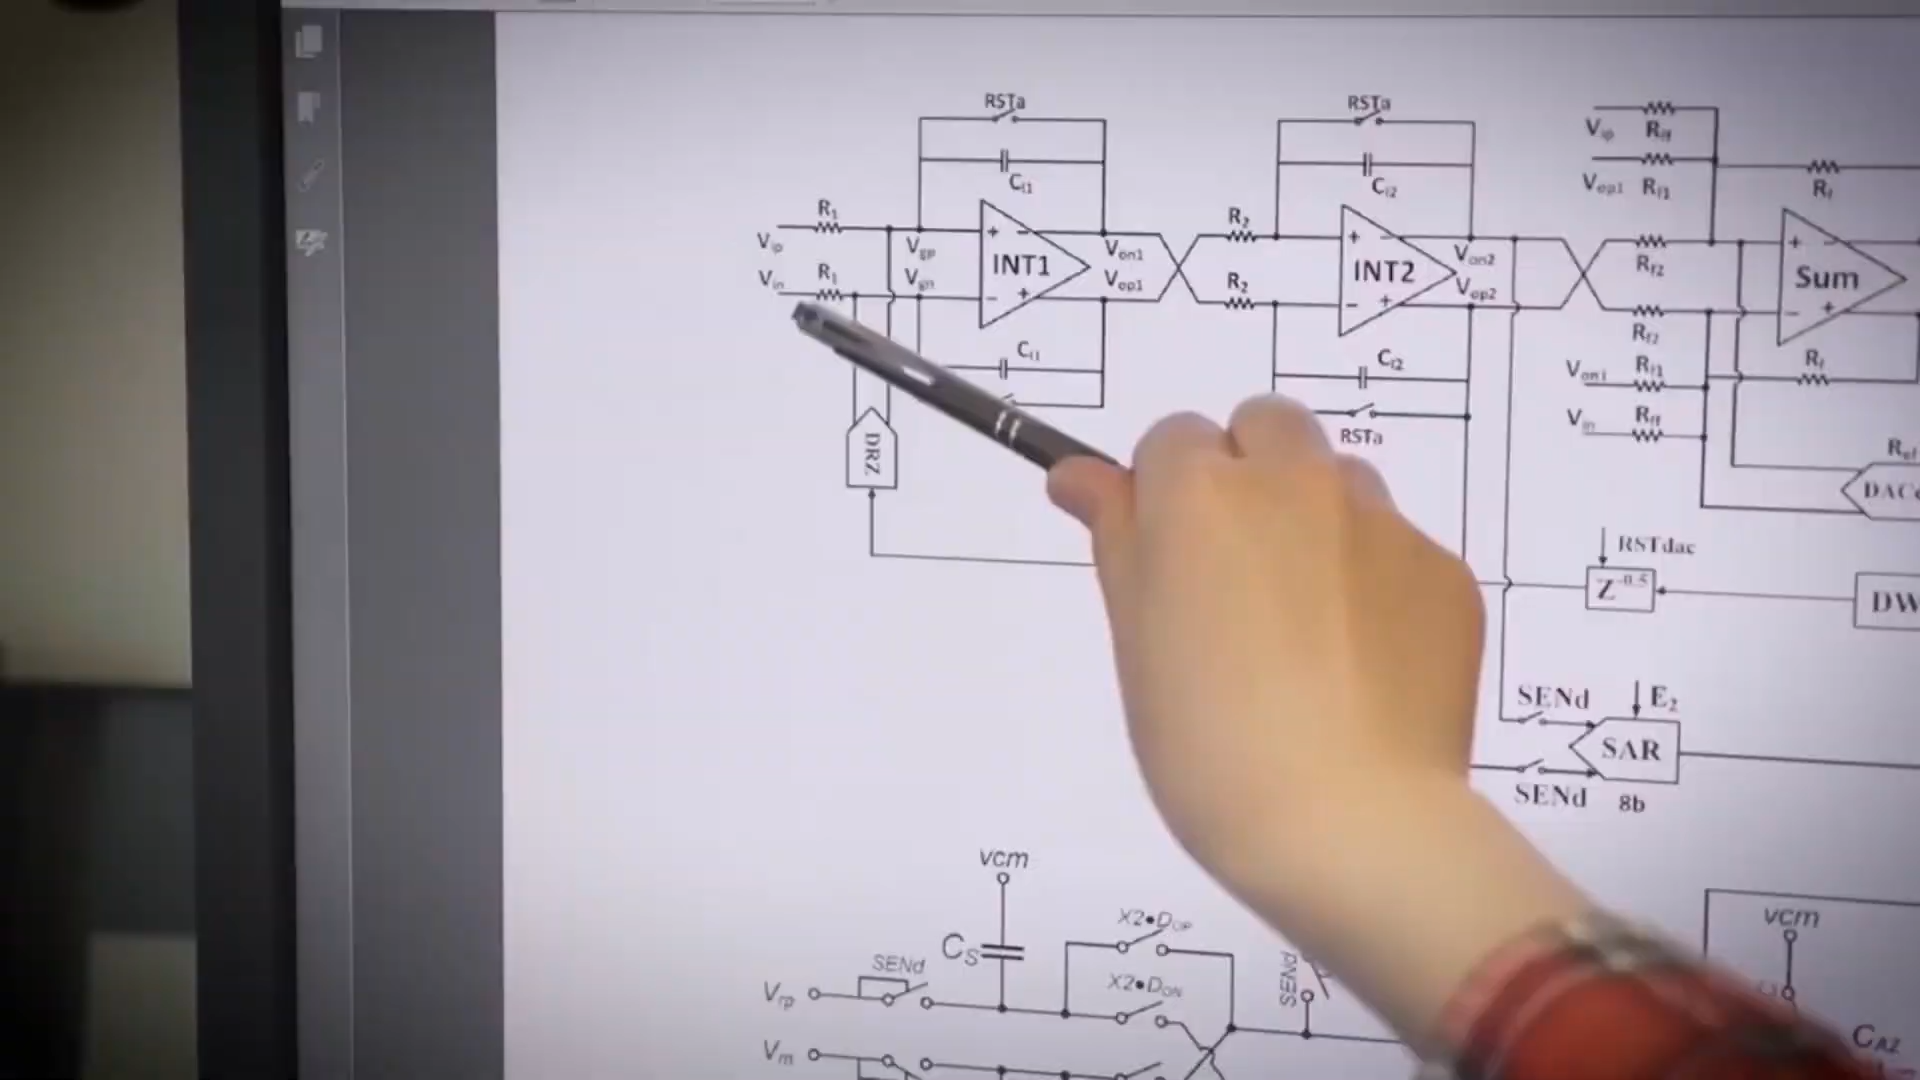 RSTa
RSTa
Vip
Rff
R1
Ci1
Ci2
Vop1
Rf1
Rf
Vip
Vgp
+
−
Von1
R2
+
−
Von2
Rf2
+
−
R1
INT1
INT2
Sum
Vin
Vgn
−
+
Vop1
R2
−
+
Vop2
−
+
Rf2
Ci1
Ci2
Von1
Rf1
Rf
DRZ
RSTa
Vin
Rff
DAC
RSTdac
Z-0.5
DW
SENd
E2
SAR
SENd
8b
vcm
X2•DOP
vcm
CS
SENd
X2•DON
SENd
Vrp
CAZ